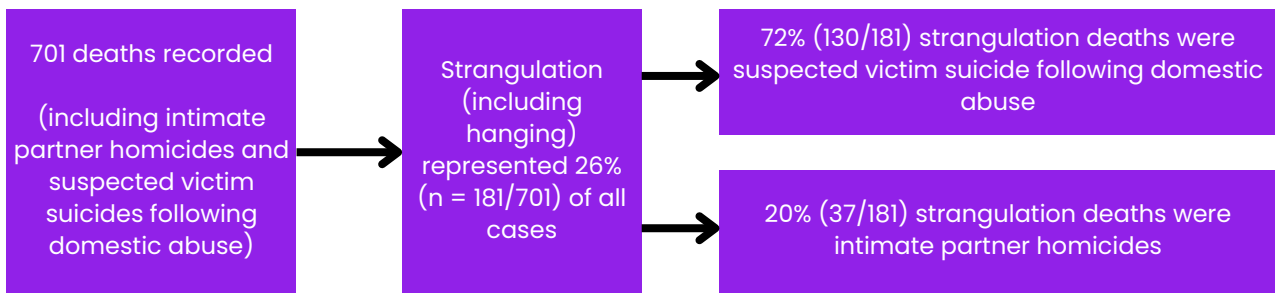 701 deaths recorded
(including intimate
partner homicides and
suspected victim
suicides following
domestic abuse)
Strangulation
(including
hanging)
represented 26%
(n = 181/701) of all
cases
72% (130/181) strangulation deaths were
suspected victim suicide following domestic
abuse
20% (37/181) strangulation deaths were
intimate partner homicides